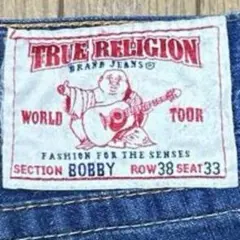 TRUE RELIGION
BRAND JEANS®
WORLD TOUR
FASHION FOR THE SENSES
SECTION BOBBY ROW 38 SEAT 33